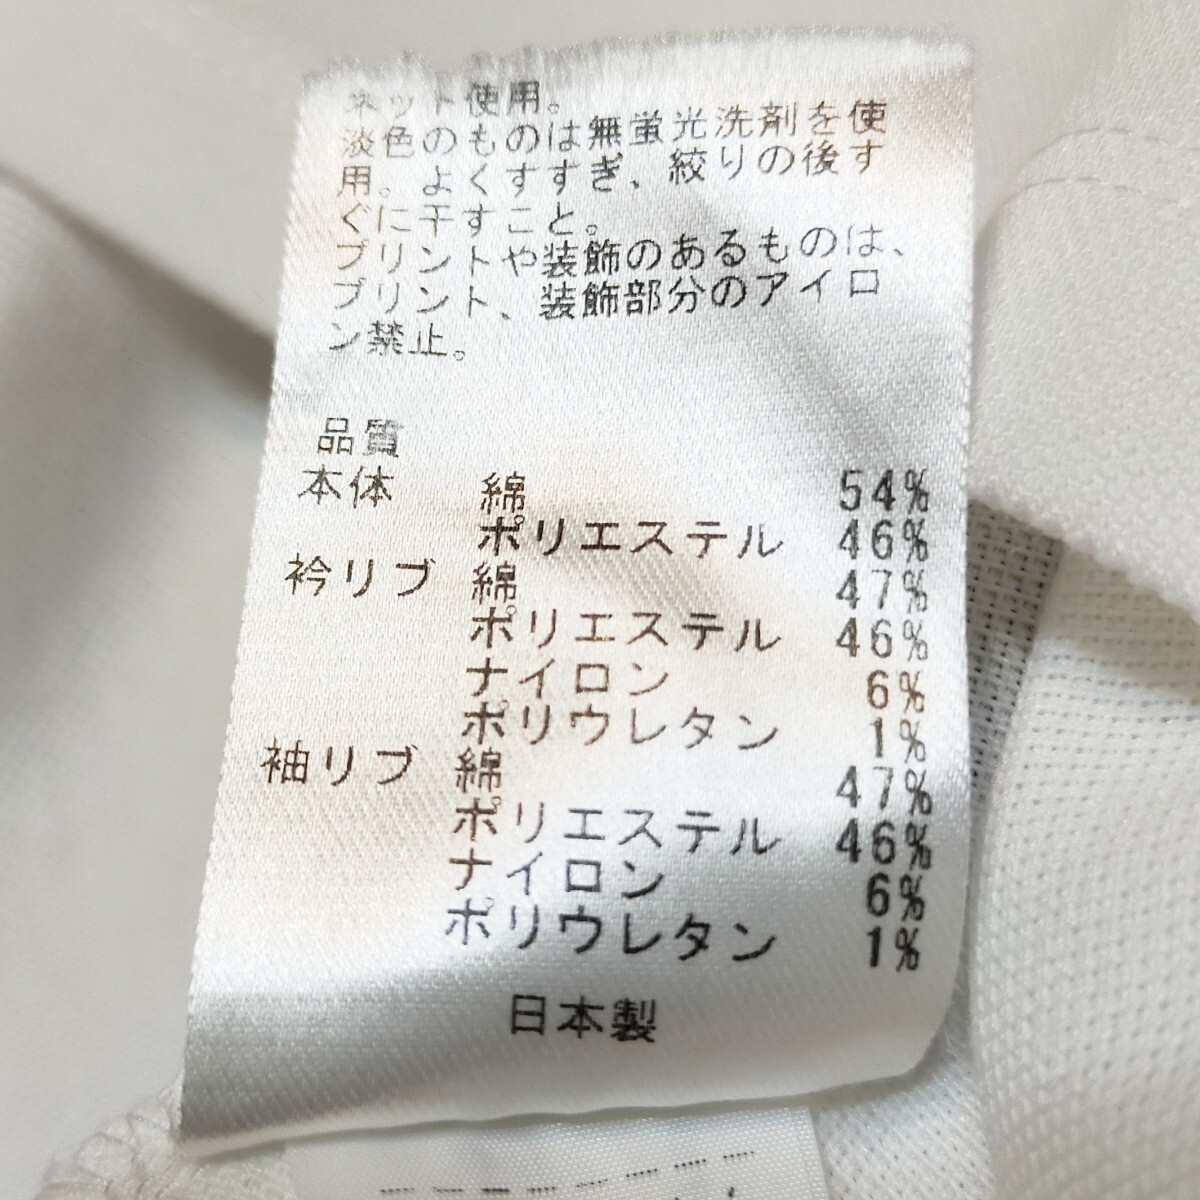 ネット使用。
淡色のものは無蛍光洗剤を使
用。よくすすぎ、絞りの後す
ぐに干すこと。
プリントや装飾のあるものは、
プリント、装飾部分のアイロ
ン禁止。
品質
本体 綿 54%
ポリエステル 46%
衿リブ 綿 47%
ポリエステル 46%
ナイロン 6%
ポリウレタン 1%
袖リブ 綿 47%
ポリエステル 46%
ナイロン 6%
ポリウレタン 1%
日本製